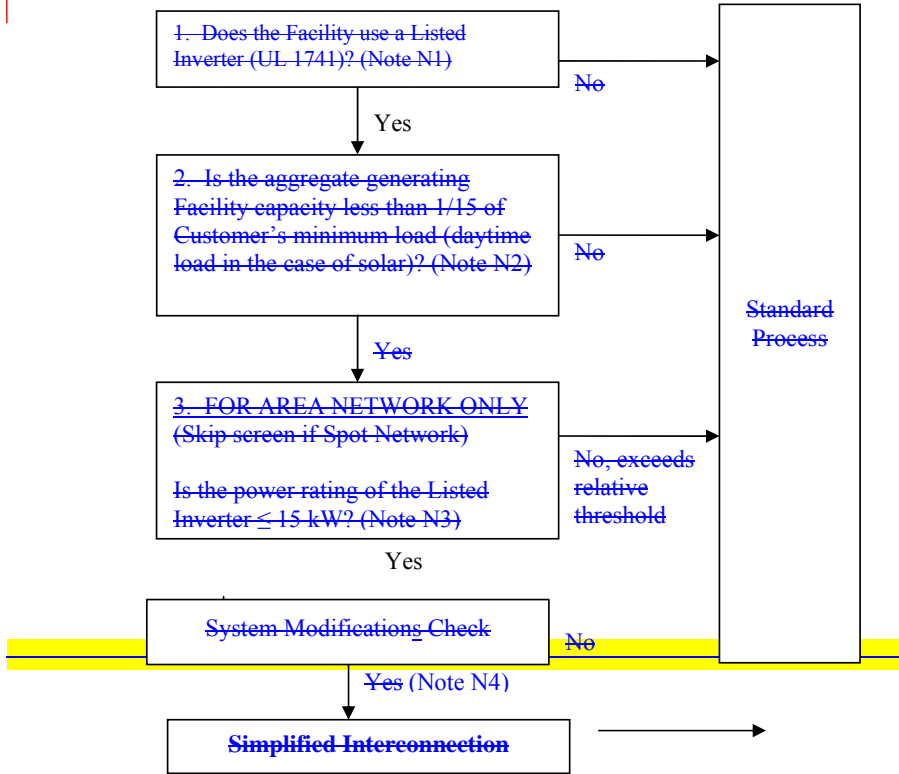 1. Does the Facility use a Listed
Inverter (UL 1741)? (Note N1)
No
Yes
2. Is the aggregate generating
Facility capacity less than 1/15 of
Customer’s minimum load (daytime
load in the case of solar)? (Note N2)
No
Standard
Process
Yes
3. FOR AREA NETWORK ONLY
(Skip screen if Spot Network)
Is the power rating of the Listed
Inverter ≤ 15 kW? (Note N3)
No, exceeds
relative
threshold
Yes
System Modifications Check
No
Yes (Note N4)
Simplified Interconnection